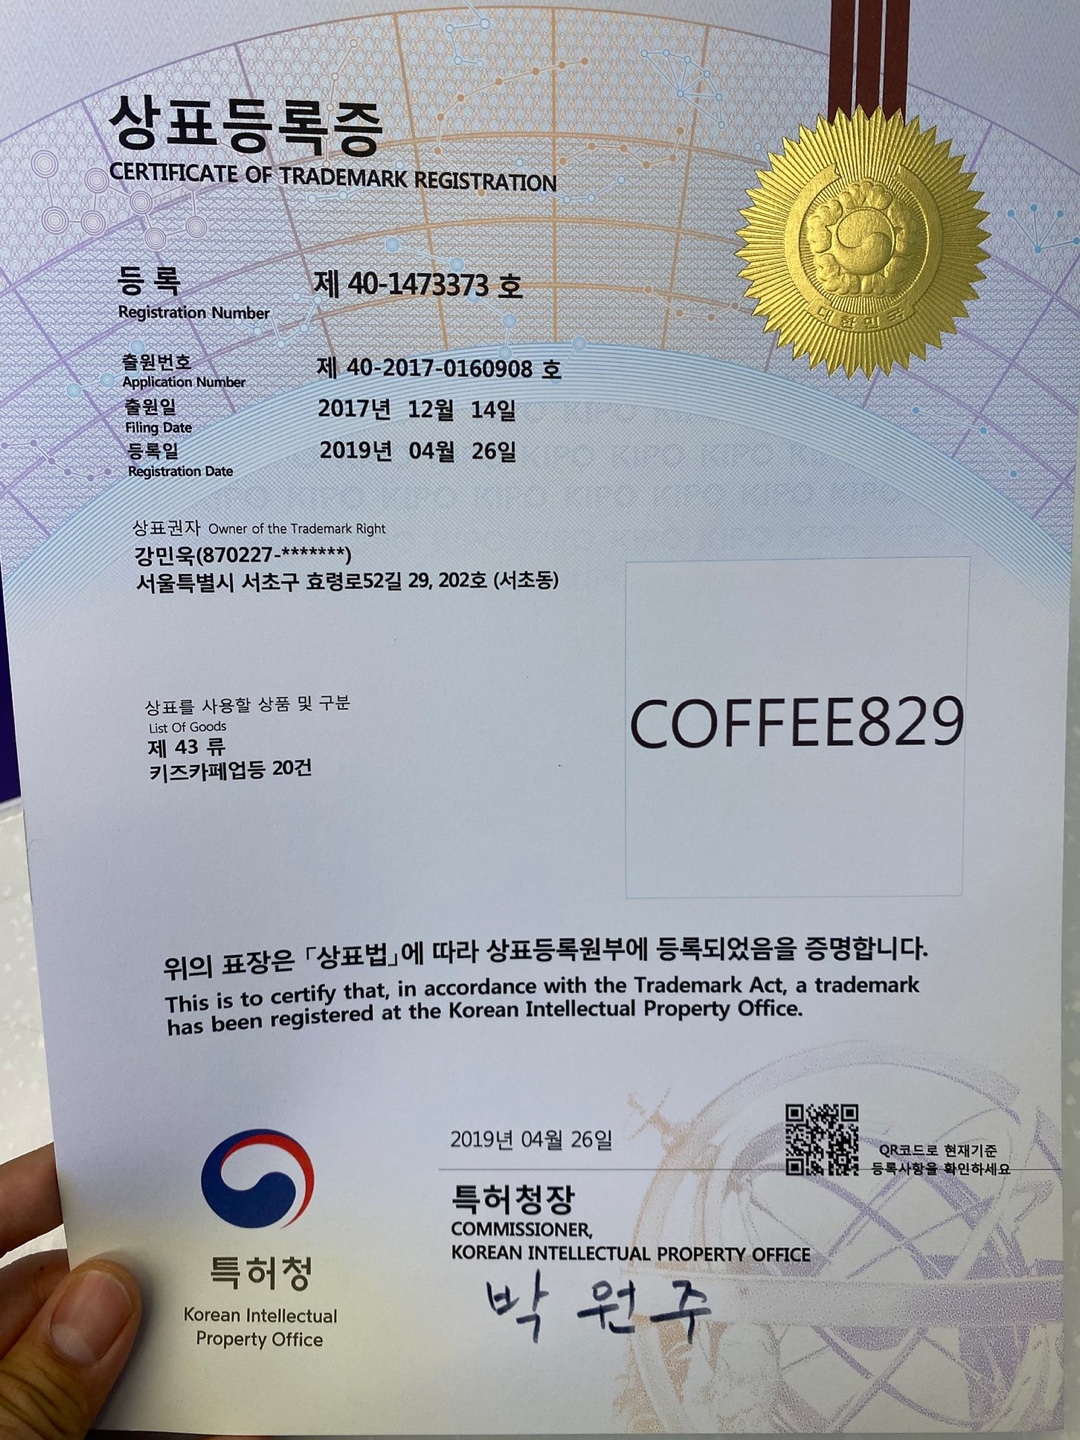 상표등록증
CERTIFICATE OF TRADEMARK REGISTRATION
등록 제 40-1473373 호
Registration Number
출원번호 제 40-2017-0160908 호
Application Number
출원일 2017년 12월 14일
Filing Date
등록일 2019년 04월 26일
Registration Date
대한민국
KIPO KIPO KIPO
KIPO KIPO KIPO KIPO KIPO KIPO KIPO
상표권자 Owner of the Trademark Right
강민욱(870227-*******)
서울특별시 서초구 효령로52길 29, 202호 (서초동)
상표를 사용할 상품 및 구분
List Of Goods
제 43 류
키즈카페업등 20건
COFFEE829
위의 표장은 「상표법」에 따라 상표등록원부에 등록되었음을 증명합니다.
This is to certify that, in accordance with the Trademark Act, a trademark
has been registered at the Korean Intellectual Property Office.
2019년 04월 26일
QR코드로 현재기준
등록사항을 확인하세요
특허청장
COMMISSIONER,
KOREAN INTELLECTUAL PROPERTY OFFICE
박원주
특허청
Korean Intellectual
Property Office